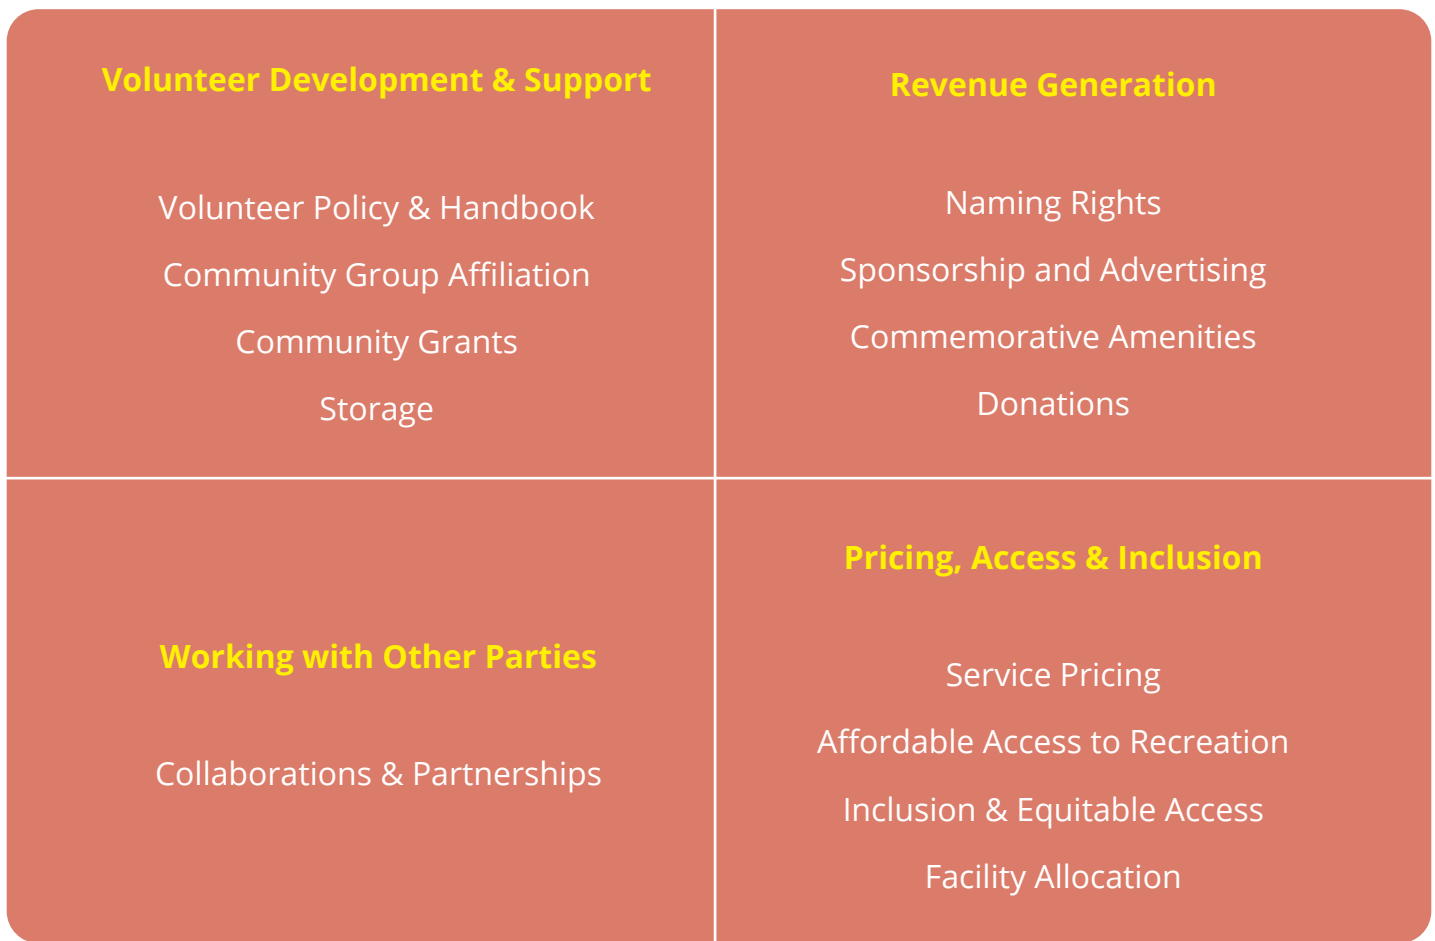 Volunteer Development & Support
Volunteer Policy & Handbook
Community Group Affiliation
Community Grants
Storage
Revenue Generation
Naming Rights
Sponsorship and Advertising
Commemorative Amenities
Donations
Working with Other Parties
Collaborations & Partnerships
Pricing, Access & Inclusion
Service Pricing
Affordable Access to Recreation
Inclusion & Equitable Access
Facility Allocation